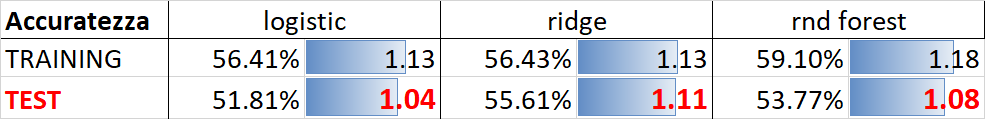 Accuratezza logistic ridge rnd forest
TRAINING 56.41% 1.13 56.43% 1.13 59.10% 1.18
TEST 51.81% 1.04 55.61% 1.11 53.77% 1.08